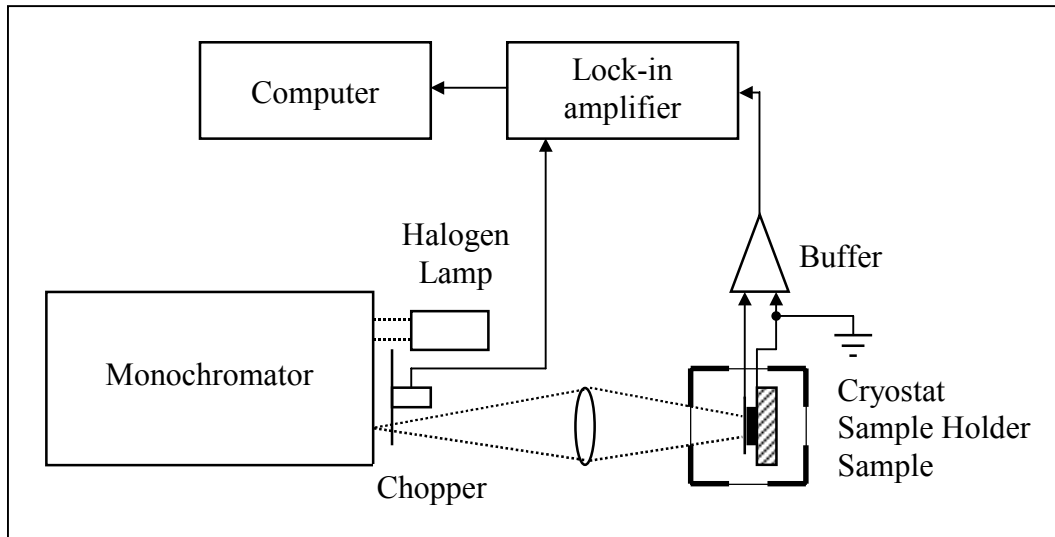 Computer
Lock-in
amplifier
Halogen
Lamp
Buffer
Monochromator
Chopper
Cryostat
Sample Holder
Sample